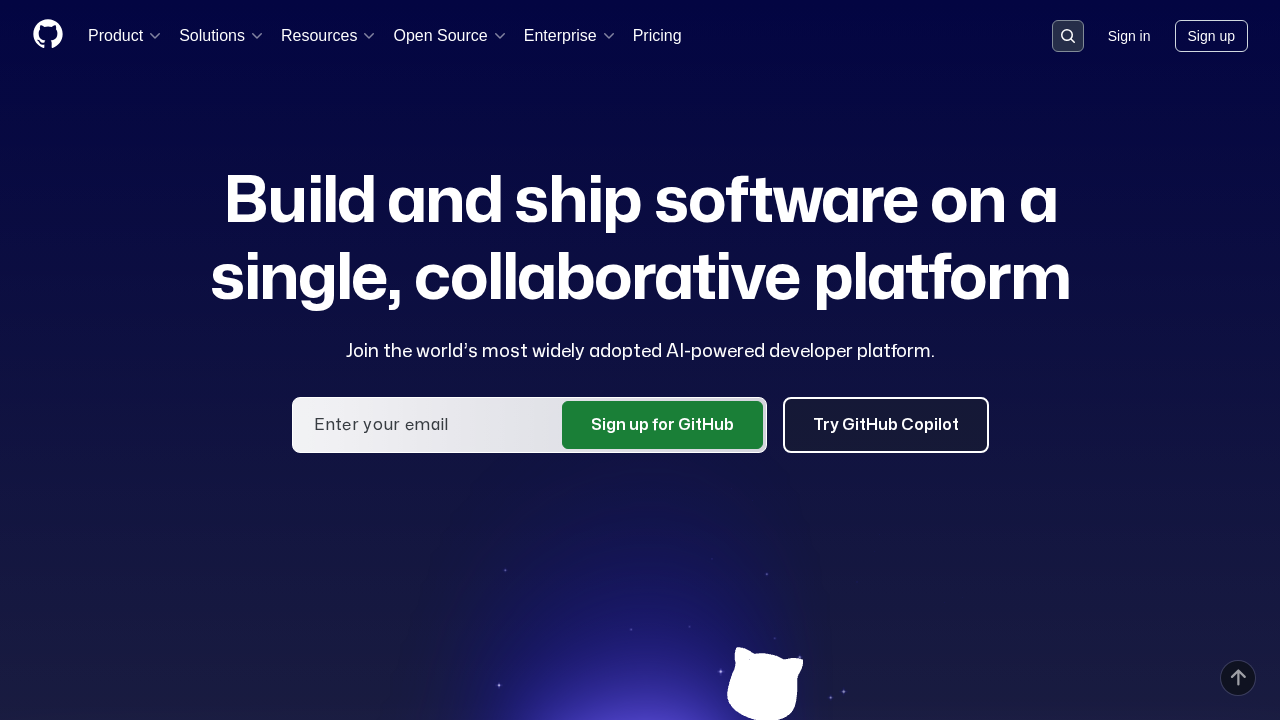 Product
Solutions
Resources
Open Source
Enterprise
Pricing
Sign in
Sign up
Build and ship software on a
single, collaborative platform
Join the world's most widely adopted AI-powered developer platform.
Enter your email
Sign up for GitHub
Try GitHub Copilot